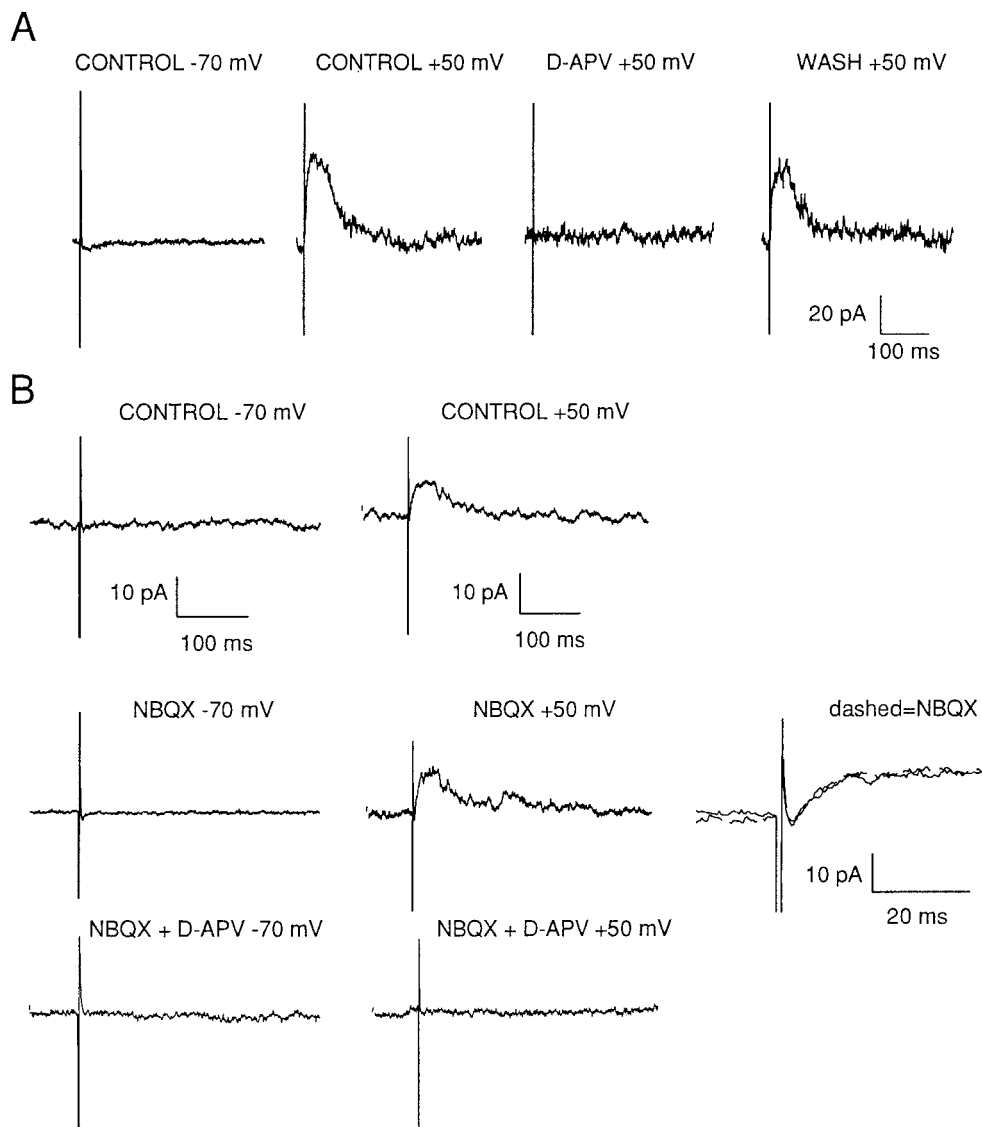 A
CONTROL -70 mV
CONTROL +50 mV
D-APV +50 mV
WASH +50 mV
20 pA
100 ms
B
CONTROL -70 mV
CONTROL +50 mV
10 pA
100 ms
10 pA
100 ms
NBQX -70 mV
NBQX +50 mV
dashed=NBQX
10 pA
20 ms
NBQX + D-APV -70 mV
NBQX + D-APV +50 mV